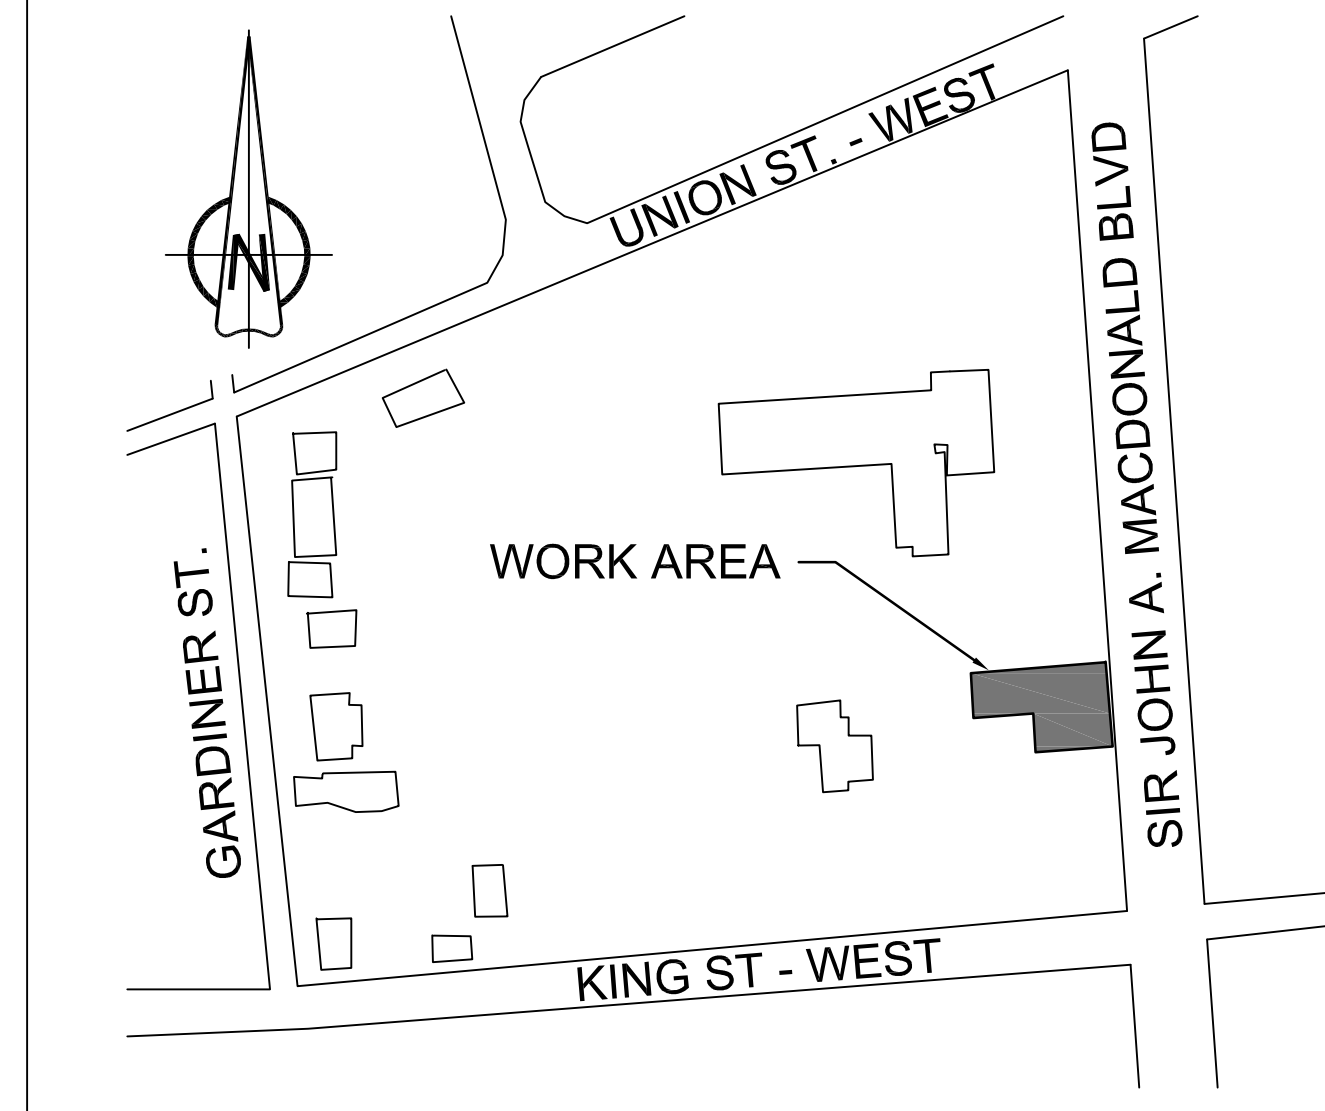 UNION ST. - WEST
SIR JOHN A. MACDONALD BLVD
N
WORK AREA
GARDINER ST.
KING ST - WEST